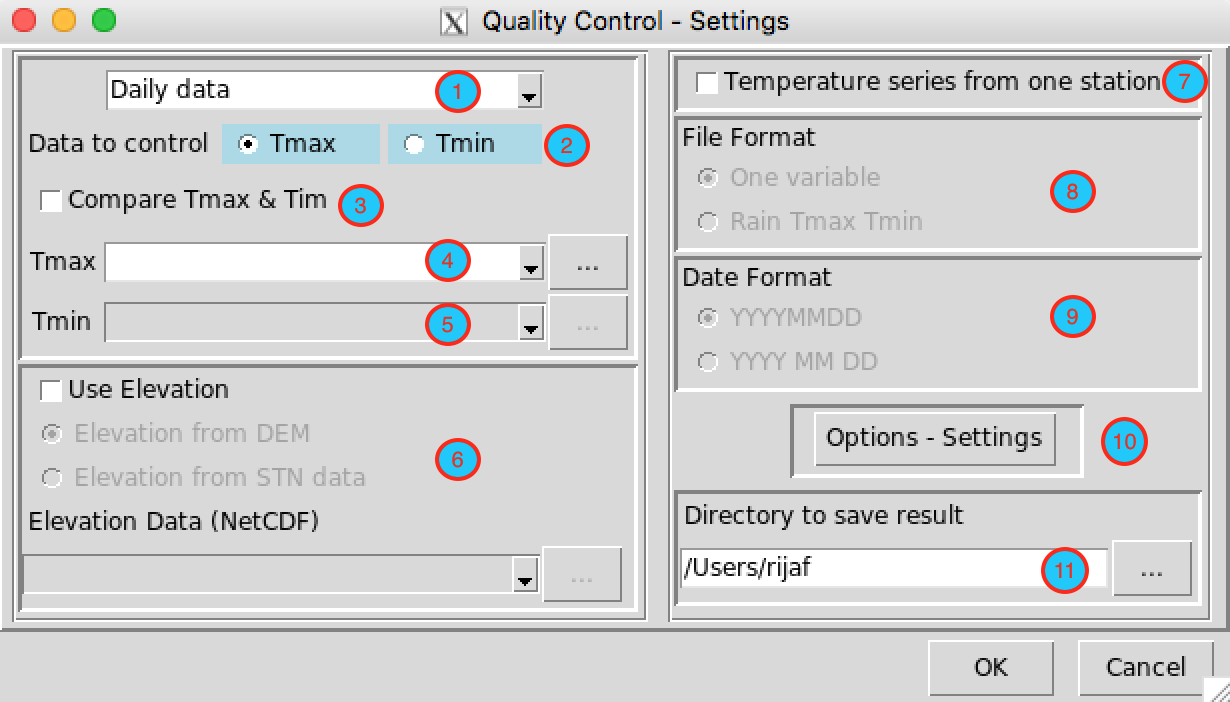 Quality Control - Settings
Daily data 1
Data to control Tmax Tmin 2
Compare Tmax & Tim 3
Tmax 4 ...
Tmin 5 ...
Use Elevation
Elevation from DEM
6
Elevation from STN data
Elevation Data (NetCDF)
...
Temperature series from one station 7
File Format
One variable
8
Rain Tmax Tmin
Date Format
YYYYMMDD
9
YYYY MM DD
Options - Settings 10
Directory to save result
/Users/rijaf 11 ...
OK Cancel